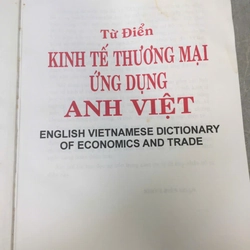 Từ Điển
KINH TẾ THƯƠNG MẠI
ỨNG DỤNG
ANH VIỆT
ENGLISH VIETNAMESE DICTIONARY
OF ECONOMICS AND TRADE